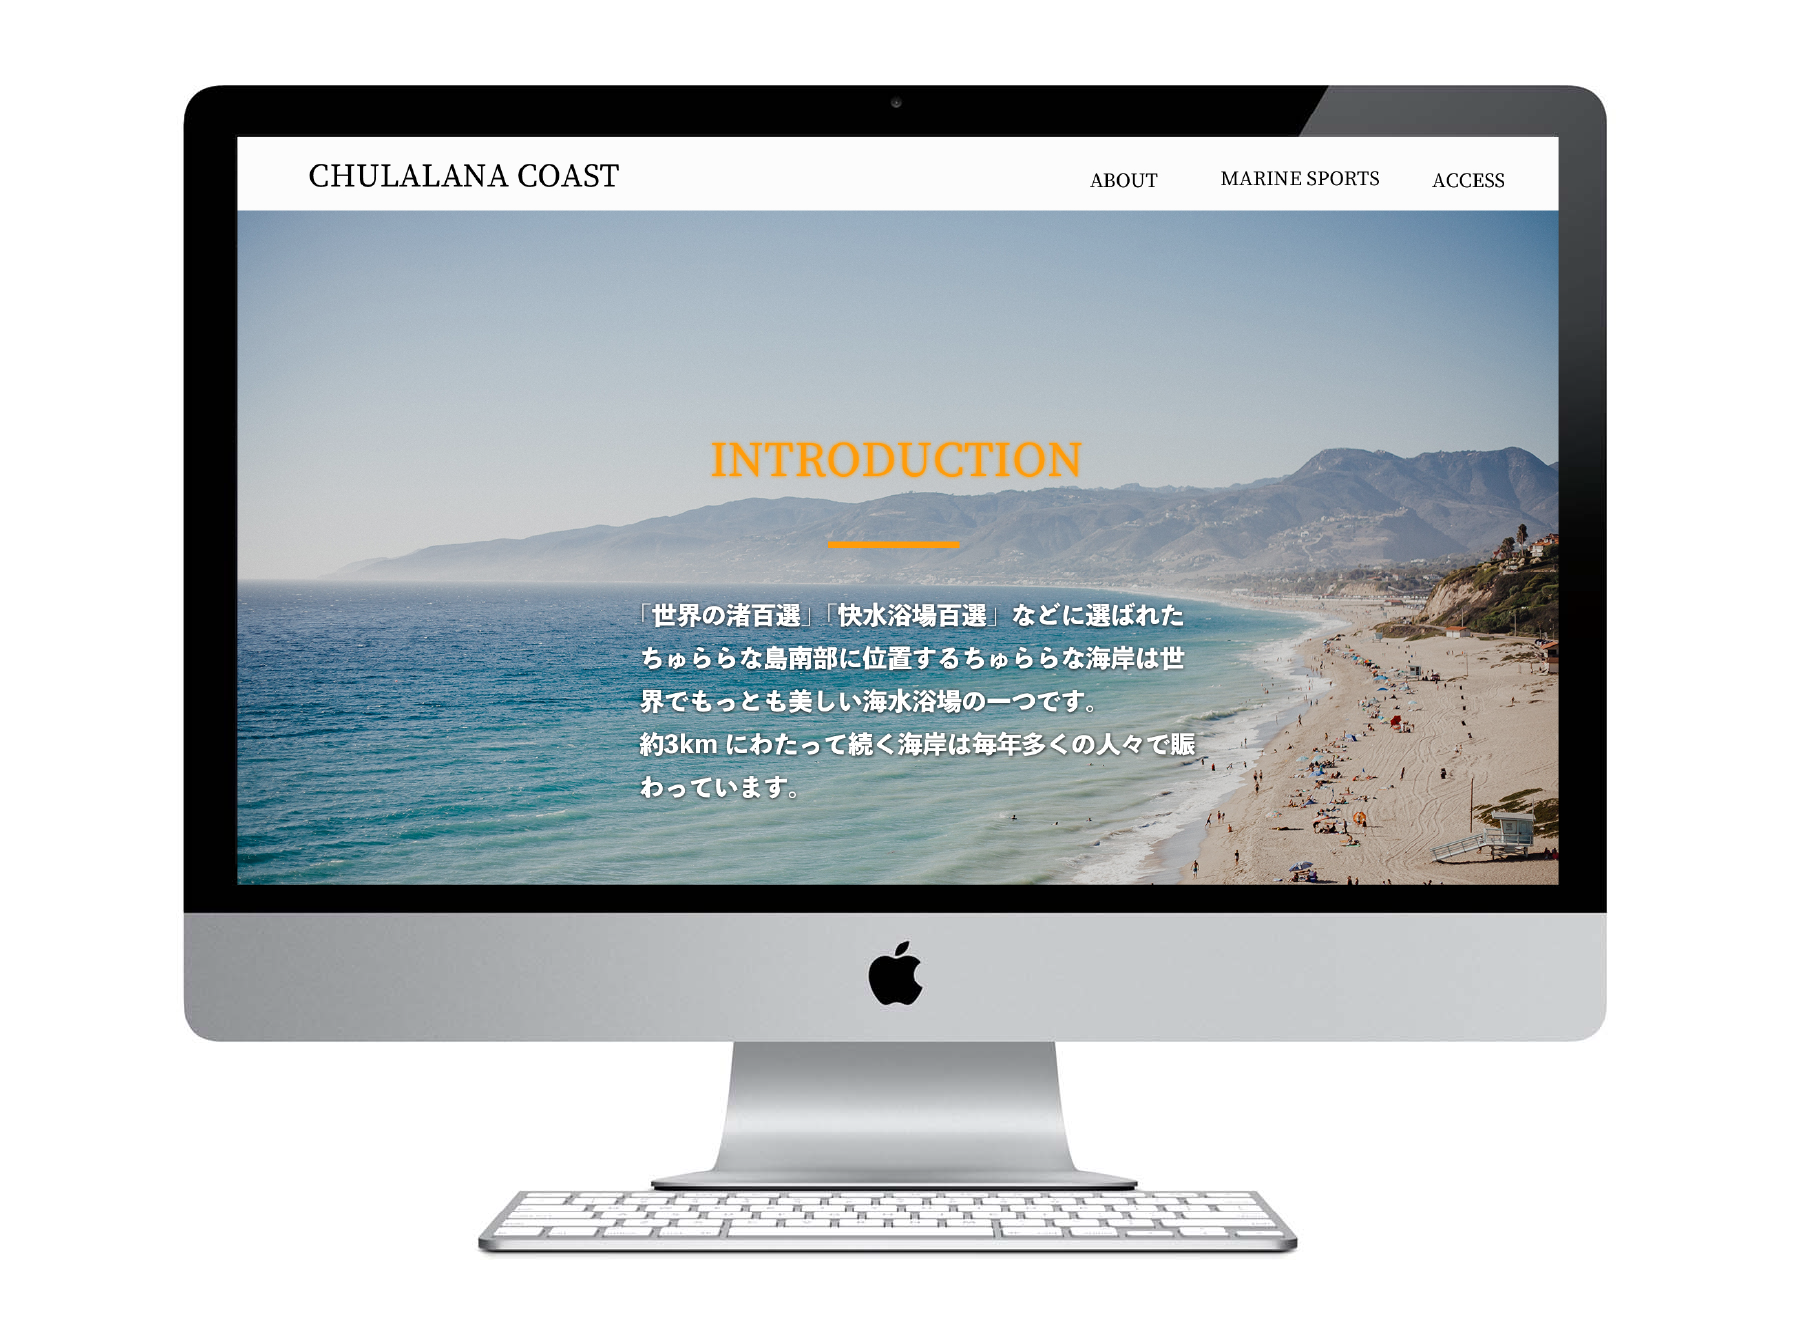 CHULALANA COAST
ABOUT MARINE SPORTS ACCESS
INTRODUCTION
「世界の渚百選」「快水浴場百選」などに選ばれた
ちゅららな島南部に位置するちゅららな海岸は世
界でもっとも美しい海水浴場の一つです。
約3km にわたって続く海岸は毎年多くの人々で賑
わっています。